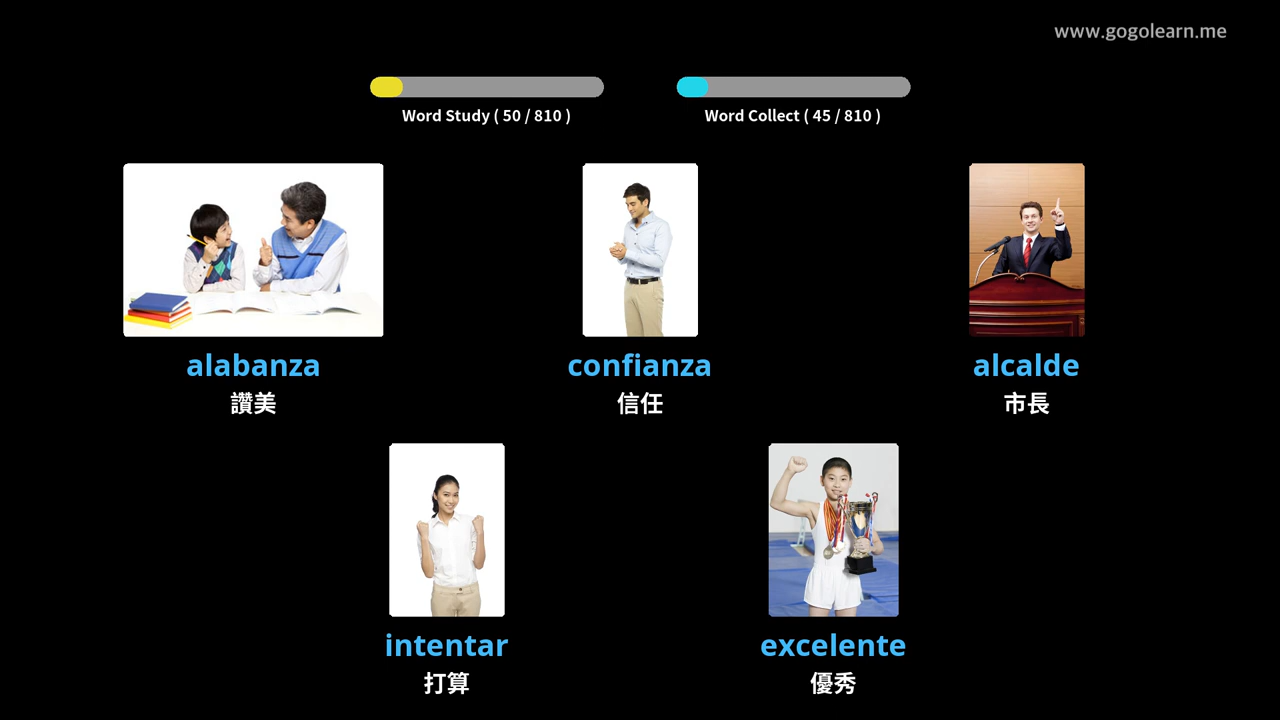 www.gogolearn.me
Word Study ( 50 / 810 )
Word Collect ( 45 / 810 )
alabanza
讚美
confianza
信任
alcalde
市長
intentar
打算
excelente
優秀